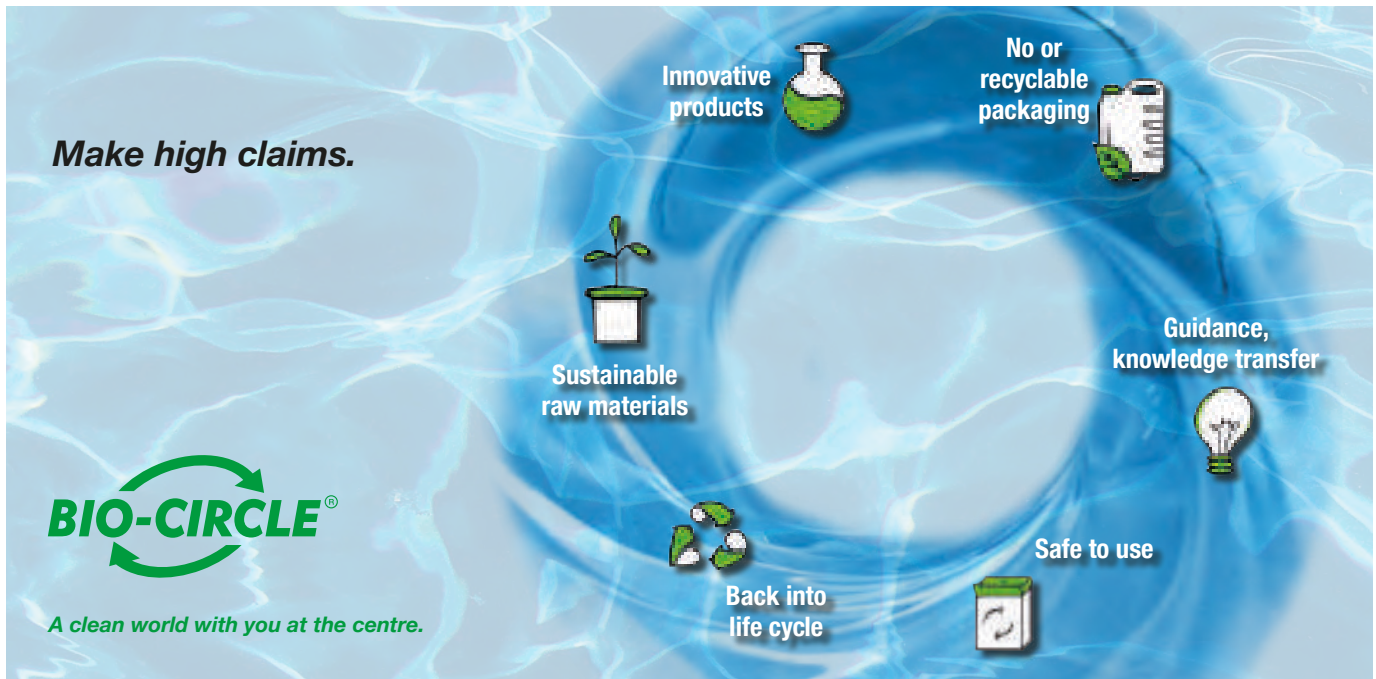 Make high claims.
Innovative
products
No or
recyclable
packaging
Guidance,
knowledge transfer
Safe to use
Back into
life cycle
Sustainable
raw materials
BIO-CIRCLE®
A clean world with you at the centre.